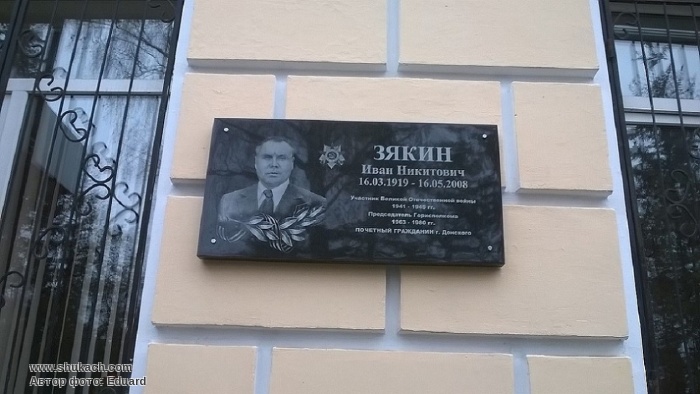 ЗЯКИН
Иван Никитович
16.03.1919 - 16.05.2008
Участник Великой Отечественной войны
1941 - 1945 гг.
Председатель Горисполкома
1963 - 1980 гг.
ПОЧЕТНЫЙ ГРАЖДАНИН г. Донского
www.shukach.com
Автор фото: Eduard